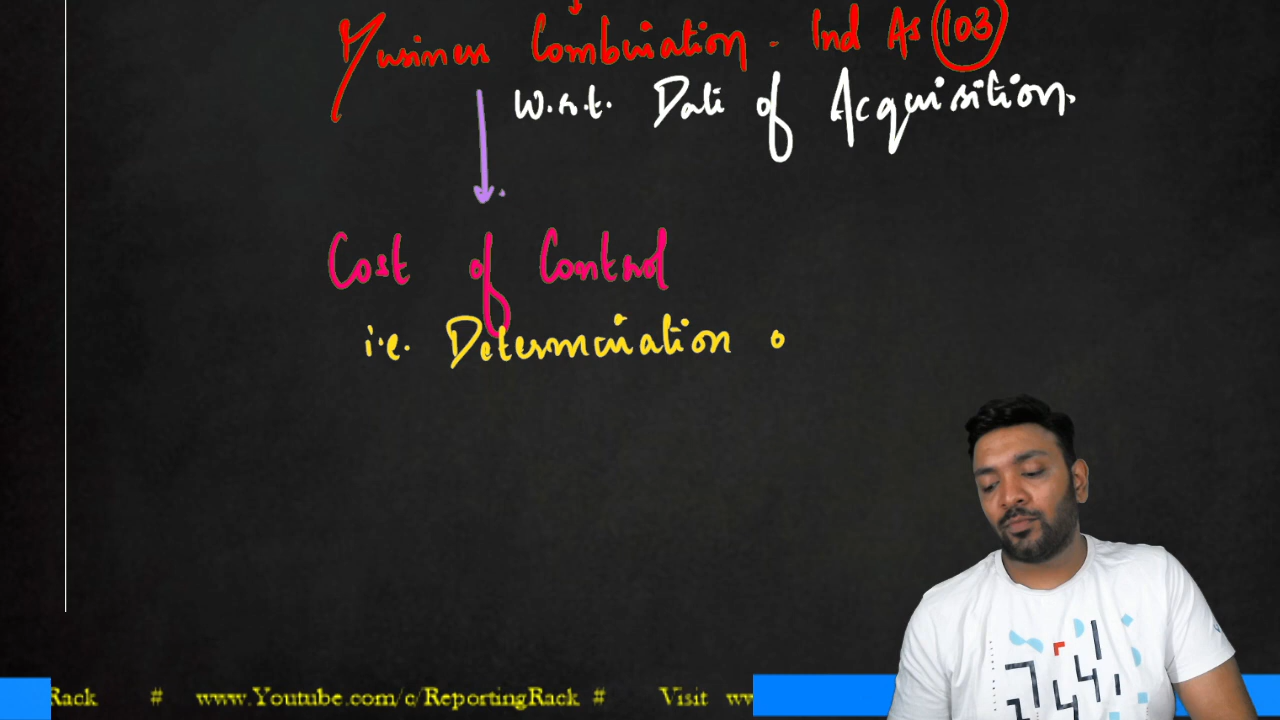 Business Combination - Ind As 103
w.r.t. Date of Acquisition.
Cost of Control
i.e. Determination o
Rack # www.Youtube.com/c/ReportingRack # Visit ww